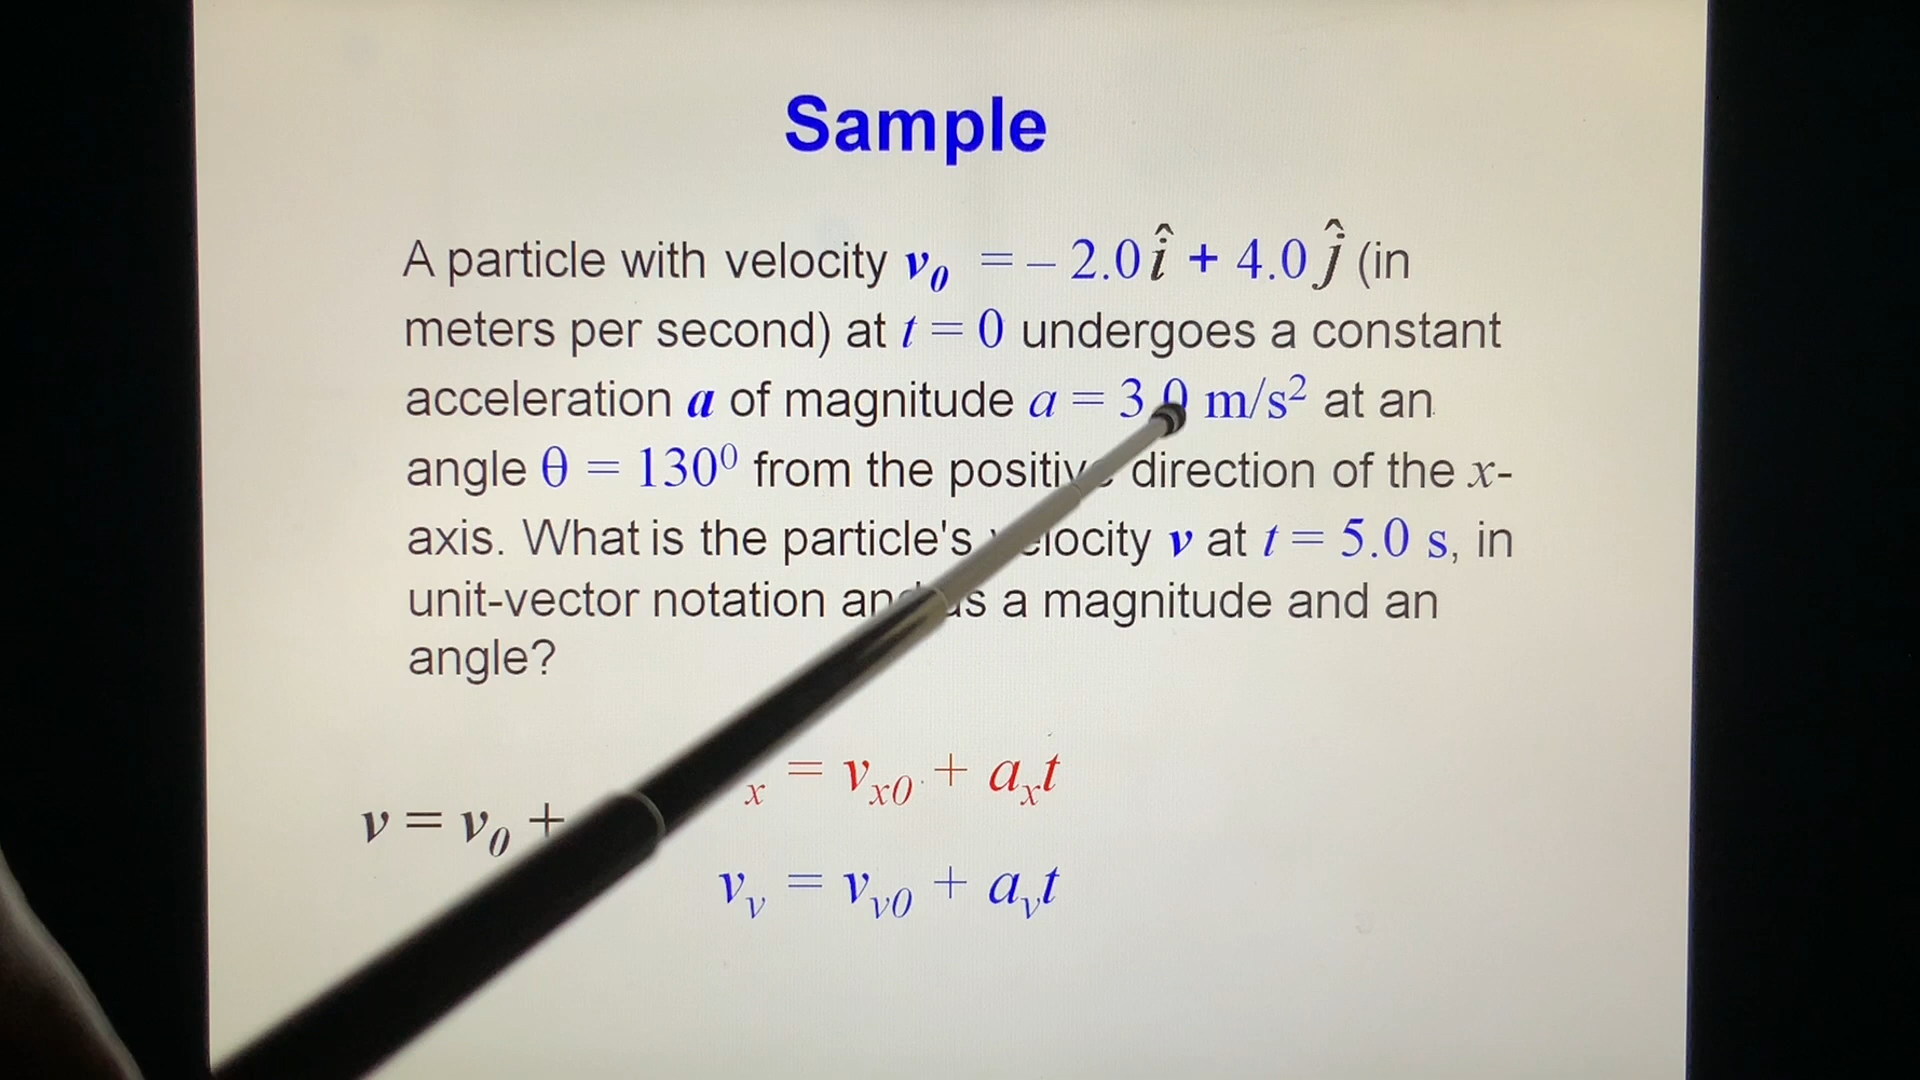 Sample
A particle with velocity v₀ = – 2.0 î + 4.0 ĵ (in
meters per second) at t = 0 undergoes a constant
acceleration a of magnitude a = 3.0 m/s² at an
angle θ = 130⁰ from the positive direction of the x-
axis. What is the particle's velocity v at t = 5.0 s, in
unit-vector notation and as a magnitude and an
angle?
x = vx0 + axt
v = v₀ +
vy = vy0 + ayt